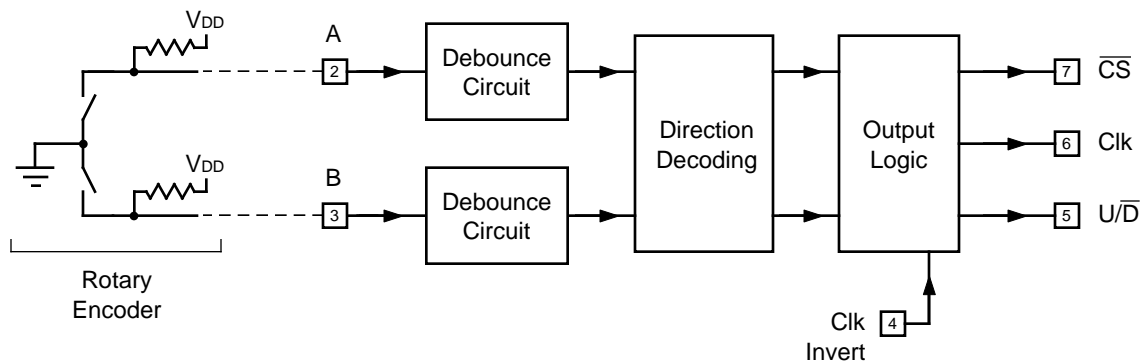 VDD
A
2
Debounce
Circuit
VDD
B
3
Debounce
Circuit
Rotary
Encoder
Direction
Decoding
Output
Logic
7
C̅S̅
6
Clk
5
U/D̅
Clk
Invert
4